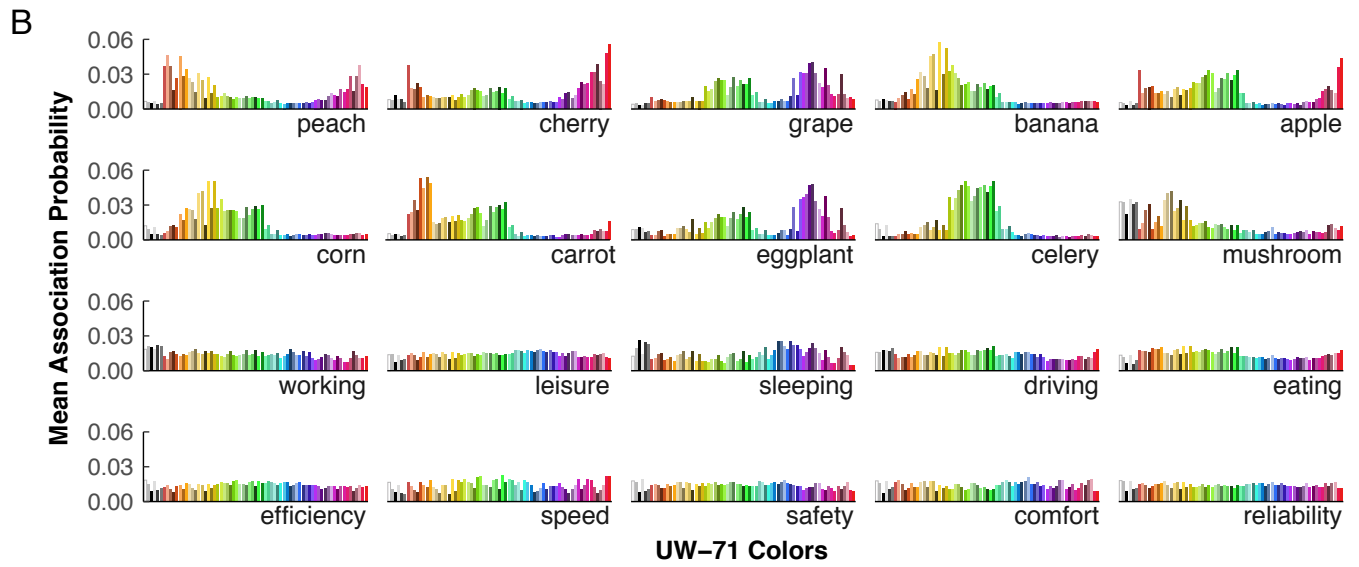 B
Mean Association Probability
0.06
0.03
0.00
peach
cherry
grape
banana
apple
0.06
0.03
0.00
corn
carrot
eggplant
celery
mushroom
0.06
0.03
0.00
working
leisure
sleeping
driving
eating
0.06
0.03
0.00
efficiency
speed
safety
comfort
reliability
UW–71 Colors